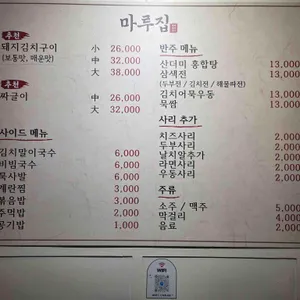 마루집
추천
돼지김치구이 小 26,000
(보통맛, 매운맛) 中 32,000
大 38,000
추천
짜글이 中 26,000
大 32,000
사이드 메뉴
김치말이국수 6,000
비빔국수 6,000
묵사발 6,000
계란찜 3,000
볶음밥 3,000
주먹밥 2,000
공기밥 1,000
반주 메뉴
산더미 홍합탕 13,000
삼색전 13,000
(두부전 / 김치전 / 해물파전)
김치어묵우동 13,000
묵쌈 13,000
사리 추가
치즈사리 2,000
두부사리 2,000
날치알추가 2,000
라면사리 2,000
우동사리 2,000
주류
소주 / 맥주 5,000
막걸리 4,000
음료 2,000